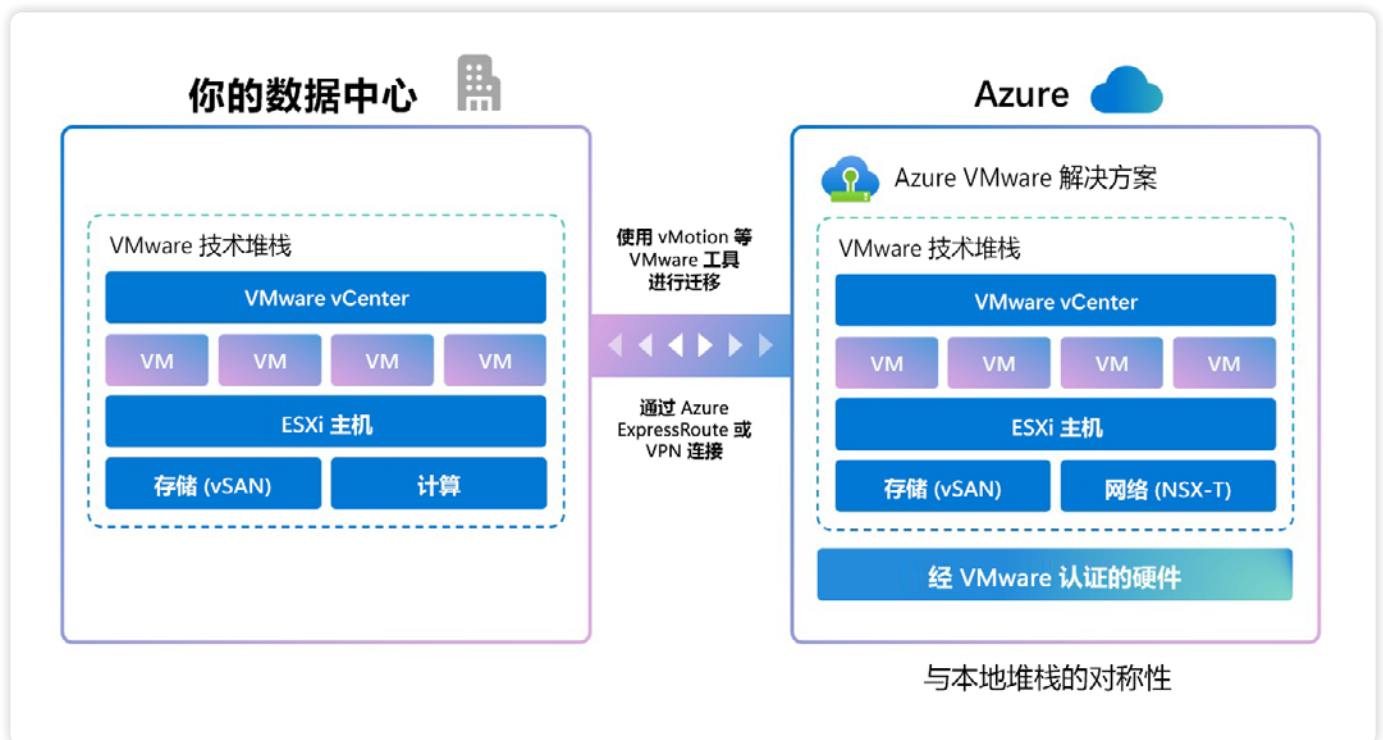 你的数据中心
VMware 技术堆栈
VMware vCenter
VM
VM
VM
VM
ESXi 主机
存储 (vSAN)
计算
使用 vMotion 等
VMware 工具
进行迁移
通过 Azure
ExpressRoute 或
VPN 连接
Azure
Azure VMware 解决方案
VMware 技术堆栈
VMware vCenter
VM
VM
VM
VM
ESXi 主机
存储 (vSAN)
网络 (NSX-T)
经 VMware 认证的硬件
与本地堆栈的对称性